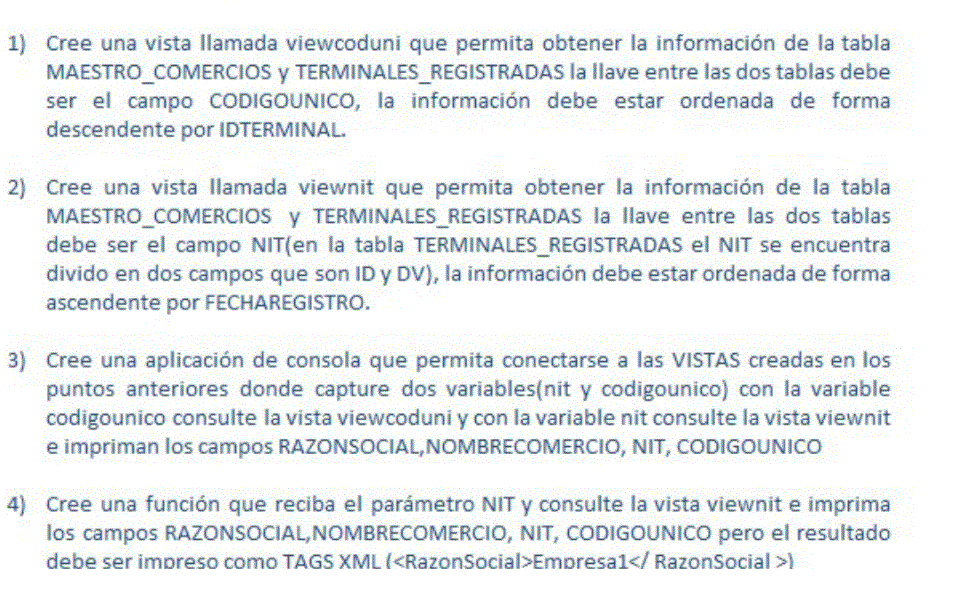 1) Cree una vista llamada viewcoduni que permita obtener la información de la tabla
MAESTRO_COMERCIOS y TERMINALES_REGISTRADAS la llave entre las dos tablas debe
ser el campo CODIGOUNICO, la información debe estar ordenada de forma
descendente por IDTERMINAL.
2) Cree una vista llamada viewnit que permita obtener la información de la tabla
MAESTRO_COMERCIOS y TERMINALES_REGISTRADAS la llave entre las dos tablas
debe ser el campo NIT(en la tabla TERMINALES_REGISTRADAS el NIT se encuentra
divido en dos campos que son ID y DV), la información debe estar ordenada de forma
ascendente por FECHAREGISTRO.
3) Cree una aplicación de consola que permita conectarse a las VISTAS creadas en los
puntos anteriores donde capture dos variables(nit y codigounico) con la variable
codigounico consulte la vista viewcoduni y con la variable nit consulte la vista viewnit
e impriman los campos RAZONSOCIAL,NOMBRECOMERCIO, NIT, CODIGOUNICO
4) Cree una función que reciba el parámetro NIT y consulte la vista viewnit e imprima
los campos RAZONSOCIAL,NOMBRECOMERCIO, NIT, CODIGOUNICO pero el resultado
debe ser impreso como TAGS XML (<RazonSocial>Empresa1</ RazonSocial >)